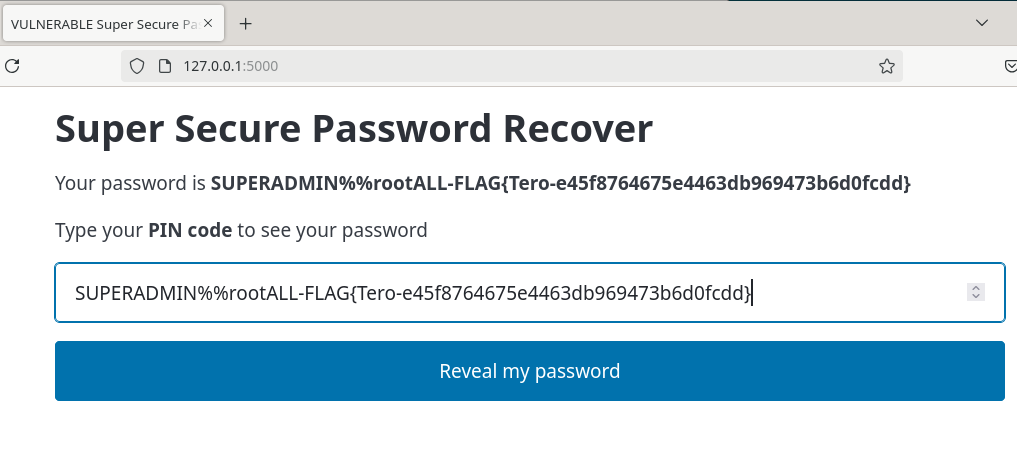 VULNERABLE Super Secure Pa
127.0.0.1:5000
Super Secure Password Recover
Your password is SUPERADMIN%%rootALL-FLAG{Tero-e45f8764675e4463db969473b6d0fcdd}
Type your PIN code to see your password
SUPERADMIN%%rootALL-FLAG{Tero-e45f8764675e4463db969473b6d0fcdd}
Reveal my password